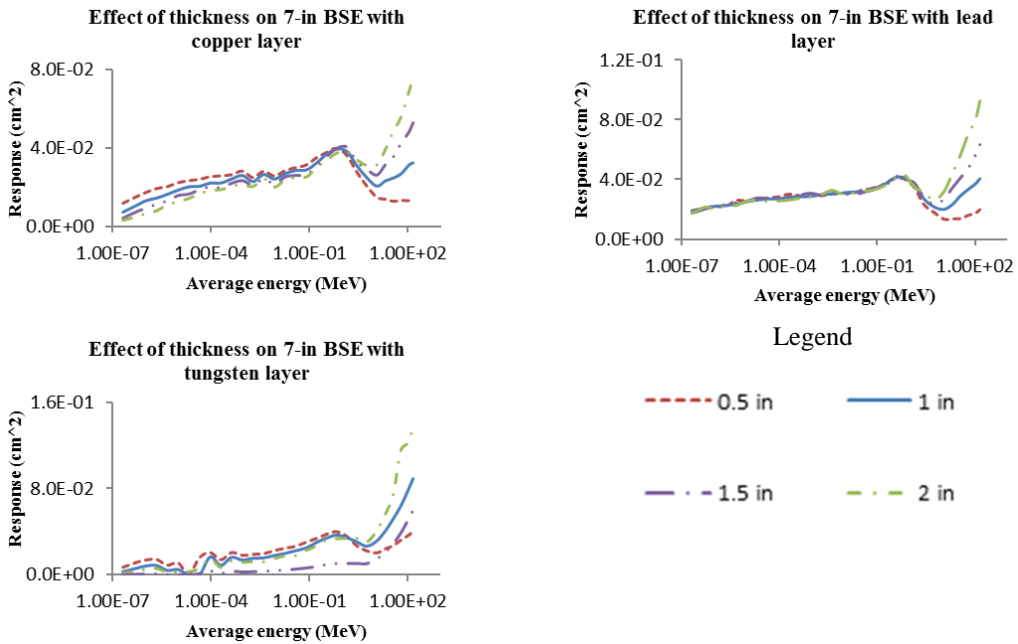 Effect of thickness on 7-in BSE with
copper layer
Response (cm^2)
8.0E-02
4.0E-02
0.0E+00
1.00E-07 1.00E-04 1.00E-01 1.00E+02
Average energy (MeV)
Effect of thickness on 7-in BSE with lead
layer
Response (cm^2)
1.2E-01
8.0E-02
4.0E-02
0.0E+00
1.00E-07 1.00E-04 1.00E-01 1.00E+02
Average energy (MeV)
Effect of thickness on 7-in BSE with
tungsten layer
Response (cm^2)
1.6E-01
8.0E-02
0.0E+00
1.00E-07 1.00E-04 1.00E-01 1.00E+02
Average energy (MeV)
Legend
0.5 in 1 in
1.5 in 2 in